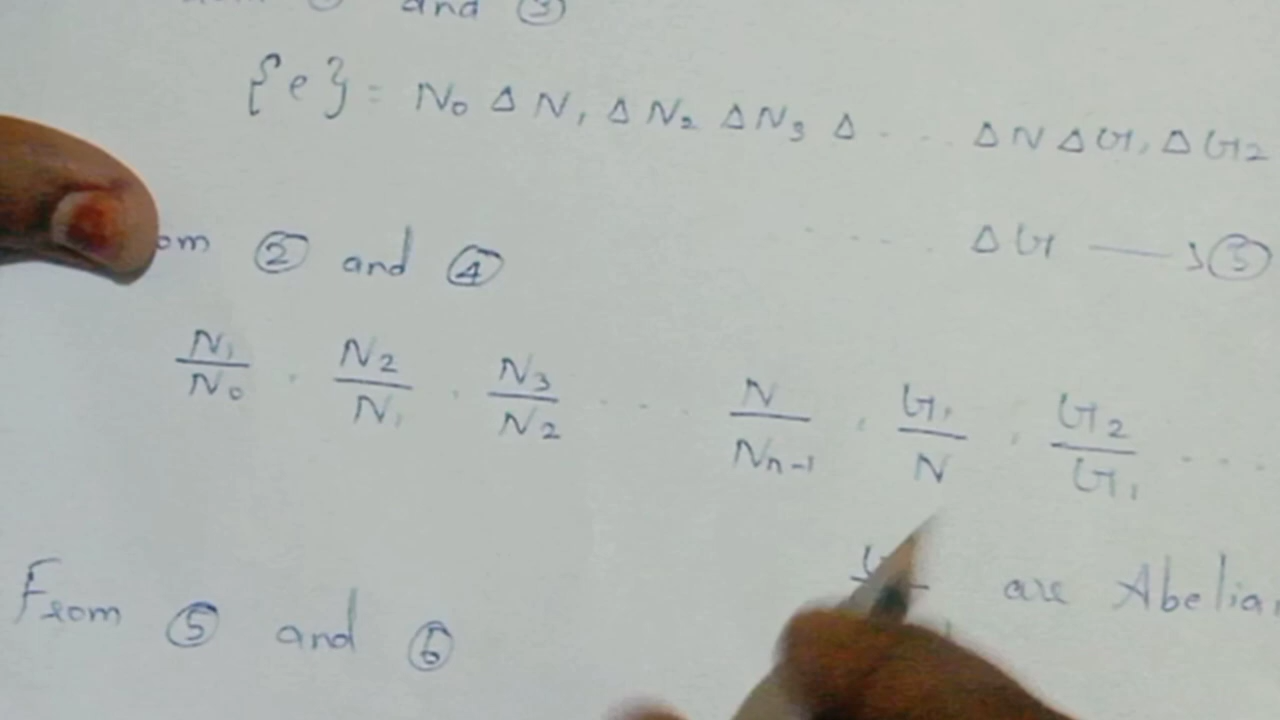 and ③
{e} = N₀ Δ N₁ Δ N₂ Δ N₃ Δ . . . Δ N Δ G₁ Δ G₂
. . . . . Δ G —— ⑤
om ② and ④
N₁/N₀ . N₂/N₁ . N₃/N₂ . . . N/Nₙ₋₁ . G₁/N . G₂/G₁ . . .
are Abelia
From ⑤ and ⑥